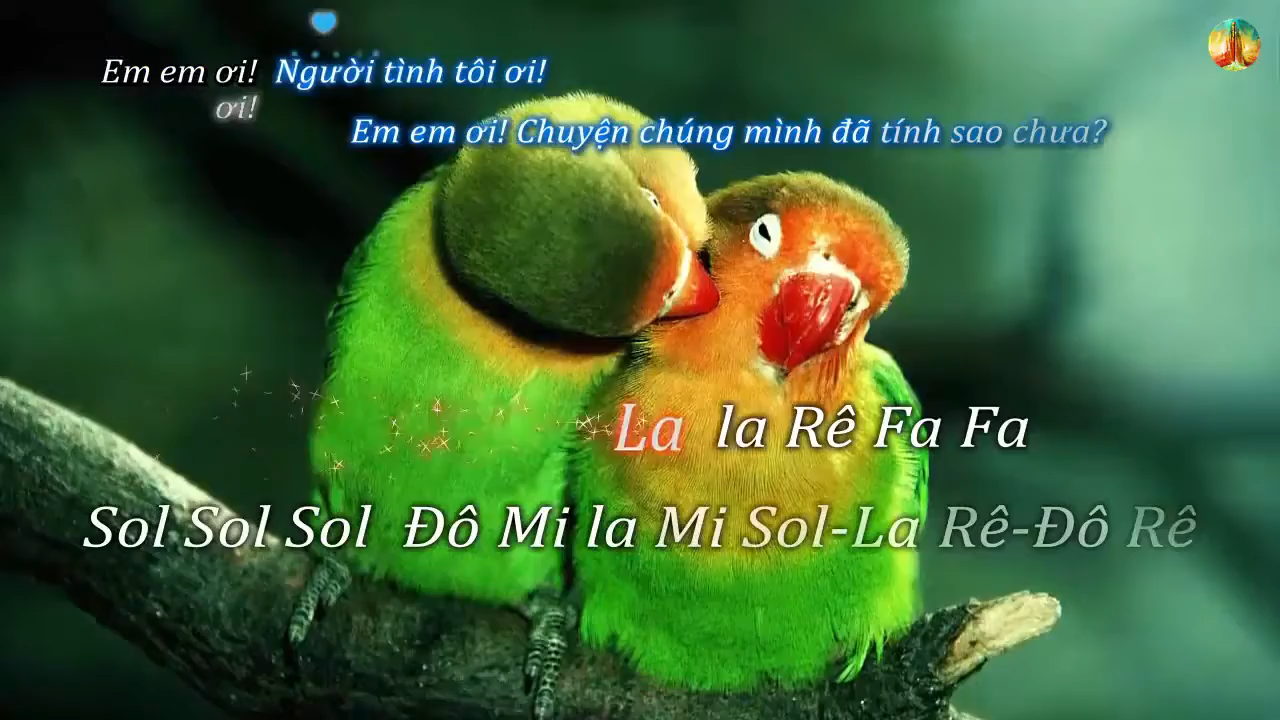 Em em ơi! Người tình tôi ơi!
ơi!
Em em ơi! Chuyện chúng mình đã tính sao chưa?
La la Rê Fa Fa
Sol Sol Sol Đô Mi la Mi Sol-La Rê-Đô Rê